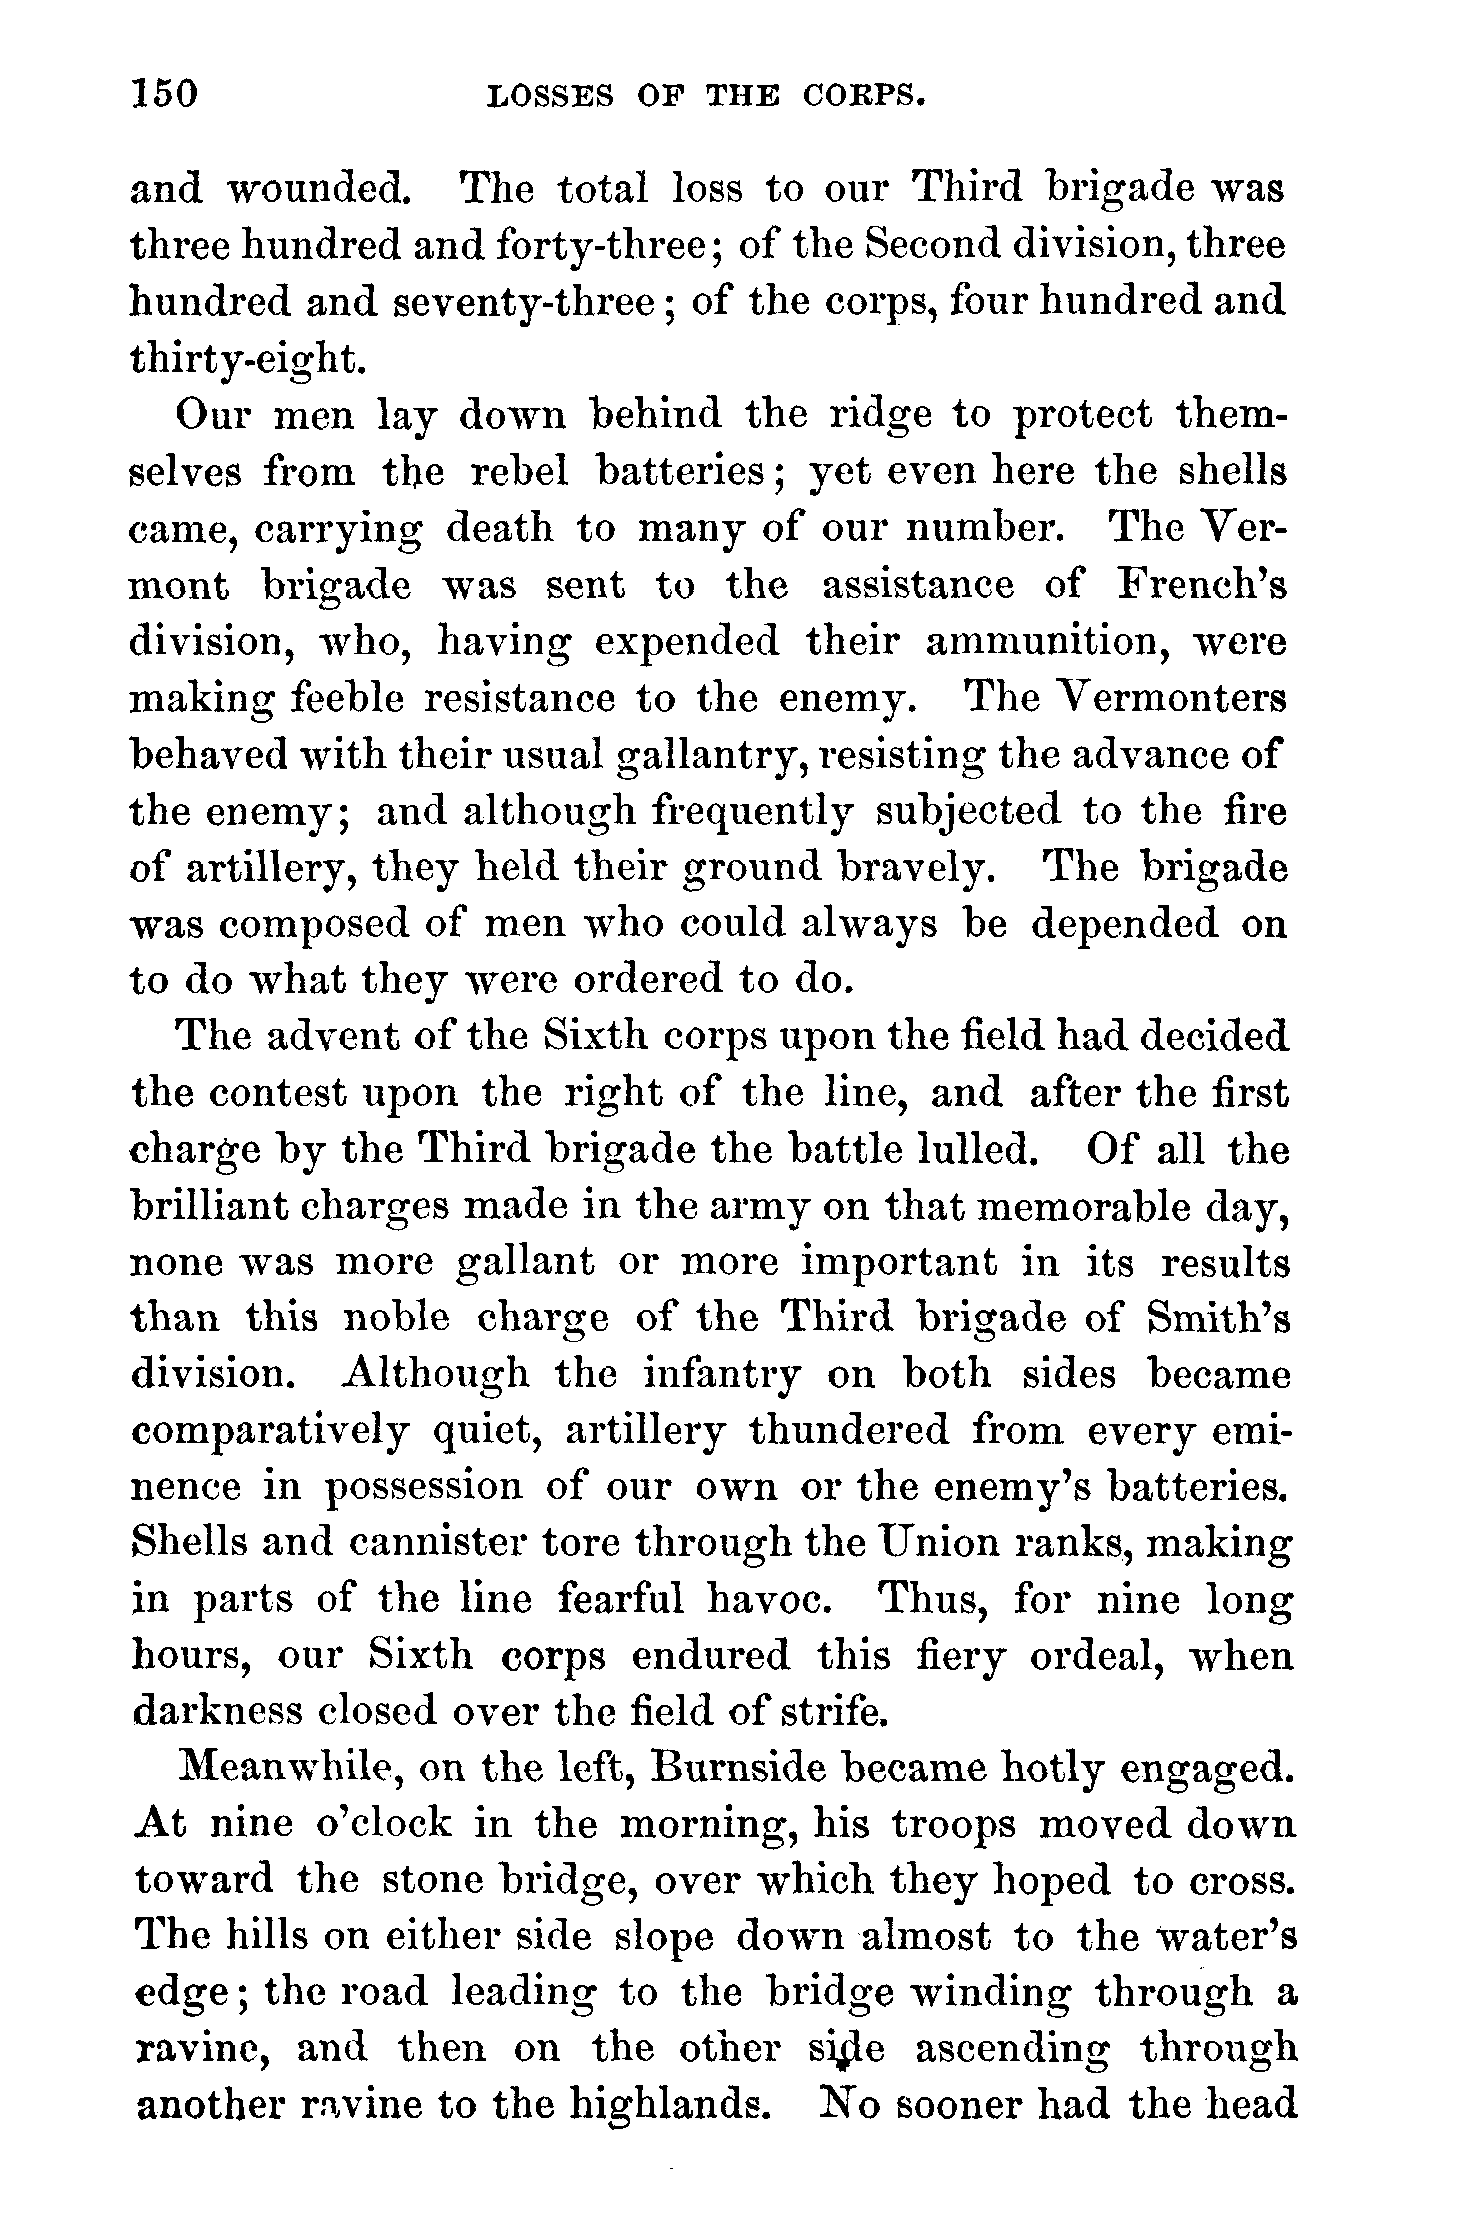 150 LOSSES OF THE CORPS.
and wounded. The total loss to our Third brigade was
three hundred and forty-three; of the Second division, three
hundred and seventy-three; of the corps, four hundred and
thirty-eight.
Our men lay down behind the ridge to protect them-
selves from the rebel batteries; yet even here the shells
came, carrying death to many of our number. The Ver-
mont brigade was sent to the assistance of French's
division, who, having expended their ammunition, were
making feeble resistance to the enemy. The Vermonters
behaved with their usual gallantry, resisting the advance of
the enemy; and although frequently subjected to the fire
of artillery, they held their ground bravely. The brigade
was composed of men who could always be depended on
to do what they were ordered to do.
The advent of the Sixth corps upon the field had decided
the contest upon the right of the line, and after the first
charge by the Third brigade the battle lulled. Of all the
brilliant charges made in the army on that memorable day,
none was more gallant or more important in its results
than this noble charge of the Third brigade of Smith's
division. Although the infantry on both sides became
comparatively quiet, artillery thundered from every emi-
nence in possession of our own or the enemy's batteries.
Shells and cannister tore through the Union ranks, making
in parts of the line fearful havoc. Thus, for nine long
hours, our Sixth corps endured this fiery ordeal, when
darkness closed over the field of strife.
Meanwhile, on the left, Burnside became hotly engaged.
At nine o'clock in the morning, his troops moved down
toward the stone bridge, over which they hoped to cross.
The hills on either side slope down almost to the water's
edge; the road leading to the bridge winding through a
ravine, and then on the other side ascending through
another ravine to the highlands. No sooner had the head